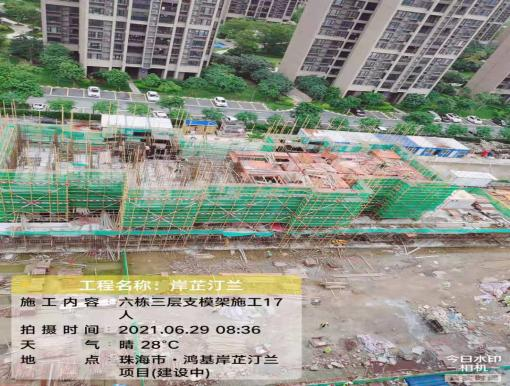 工程名称：岸芷汀兰
施工内容：六栋三层支模架施工17
人
拍摄时间：2021.06.29 08:36
天气：晴 28°C
地点：珠海市·鸿基岸芷汀兰
项目(建设中)
今日水印
相机